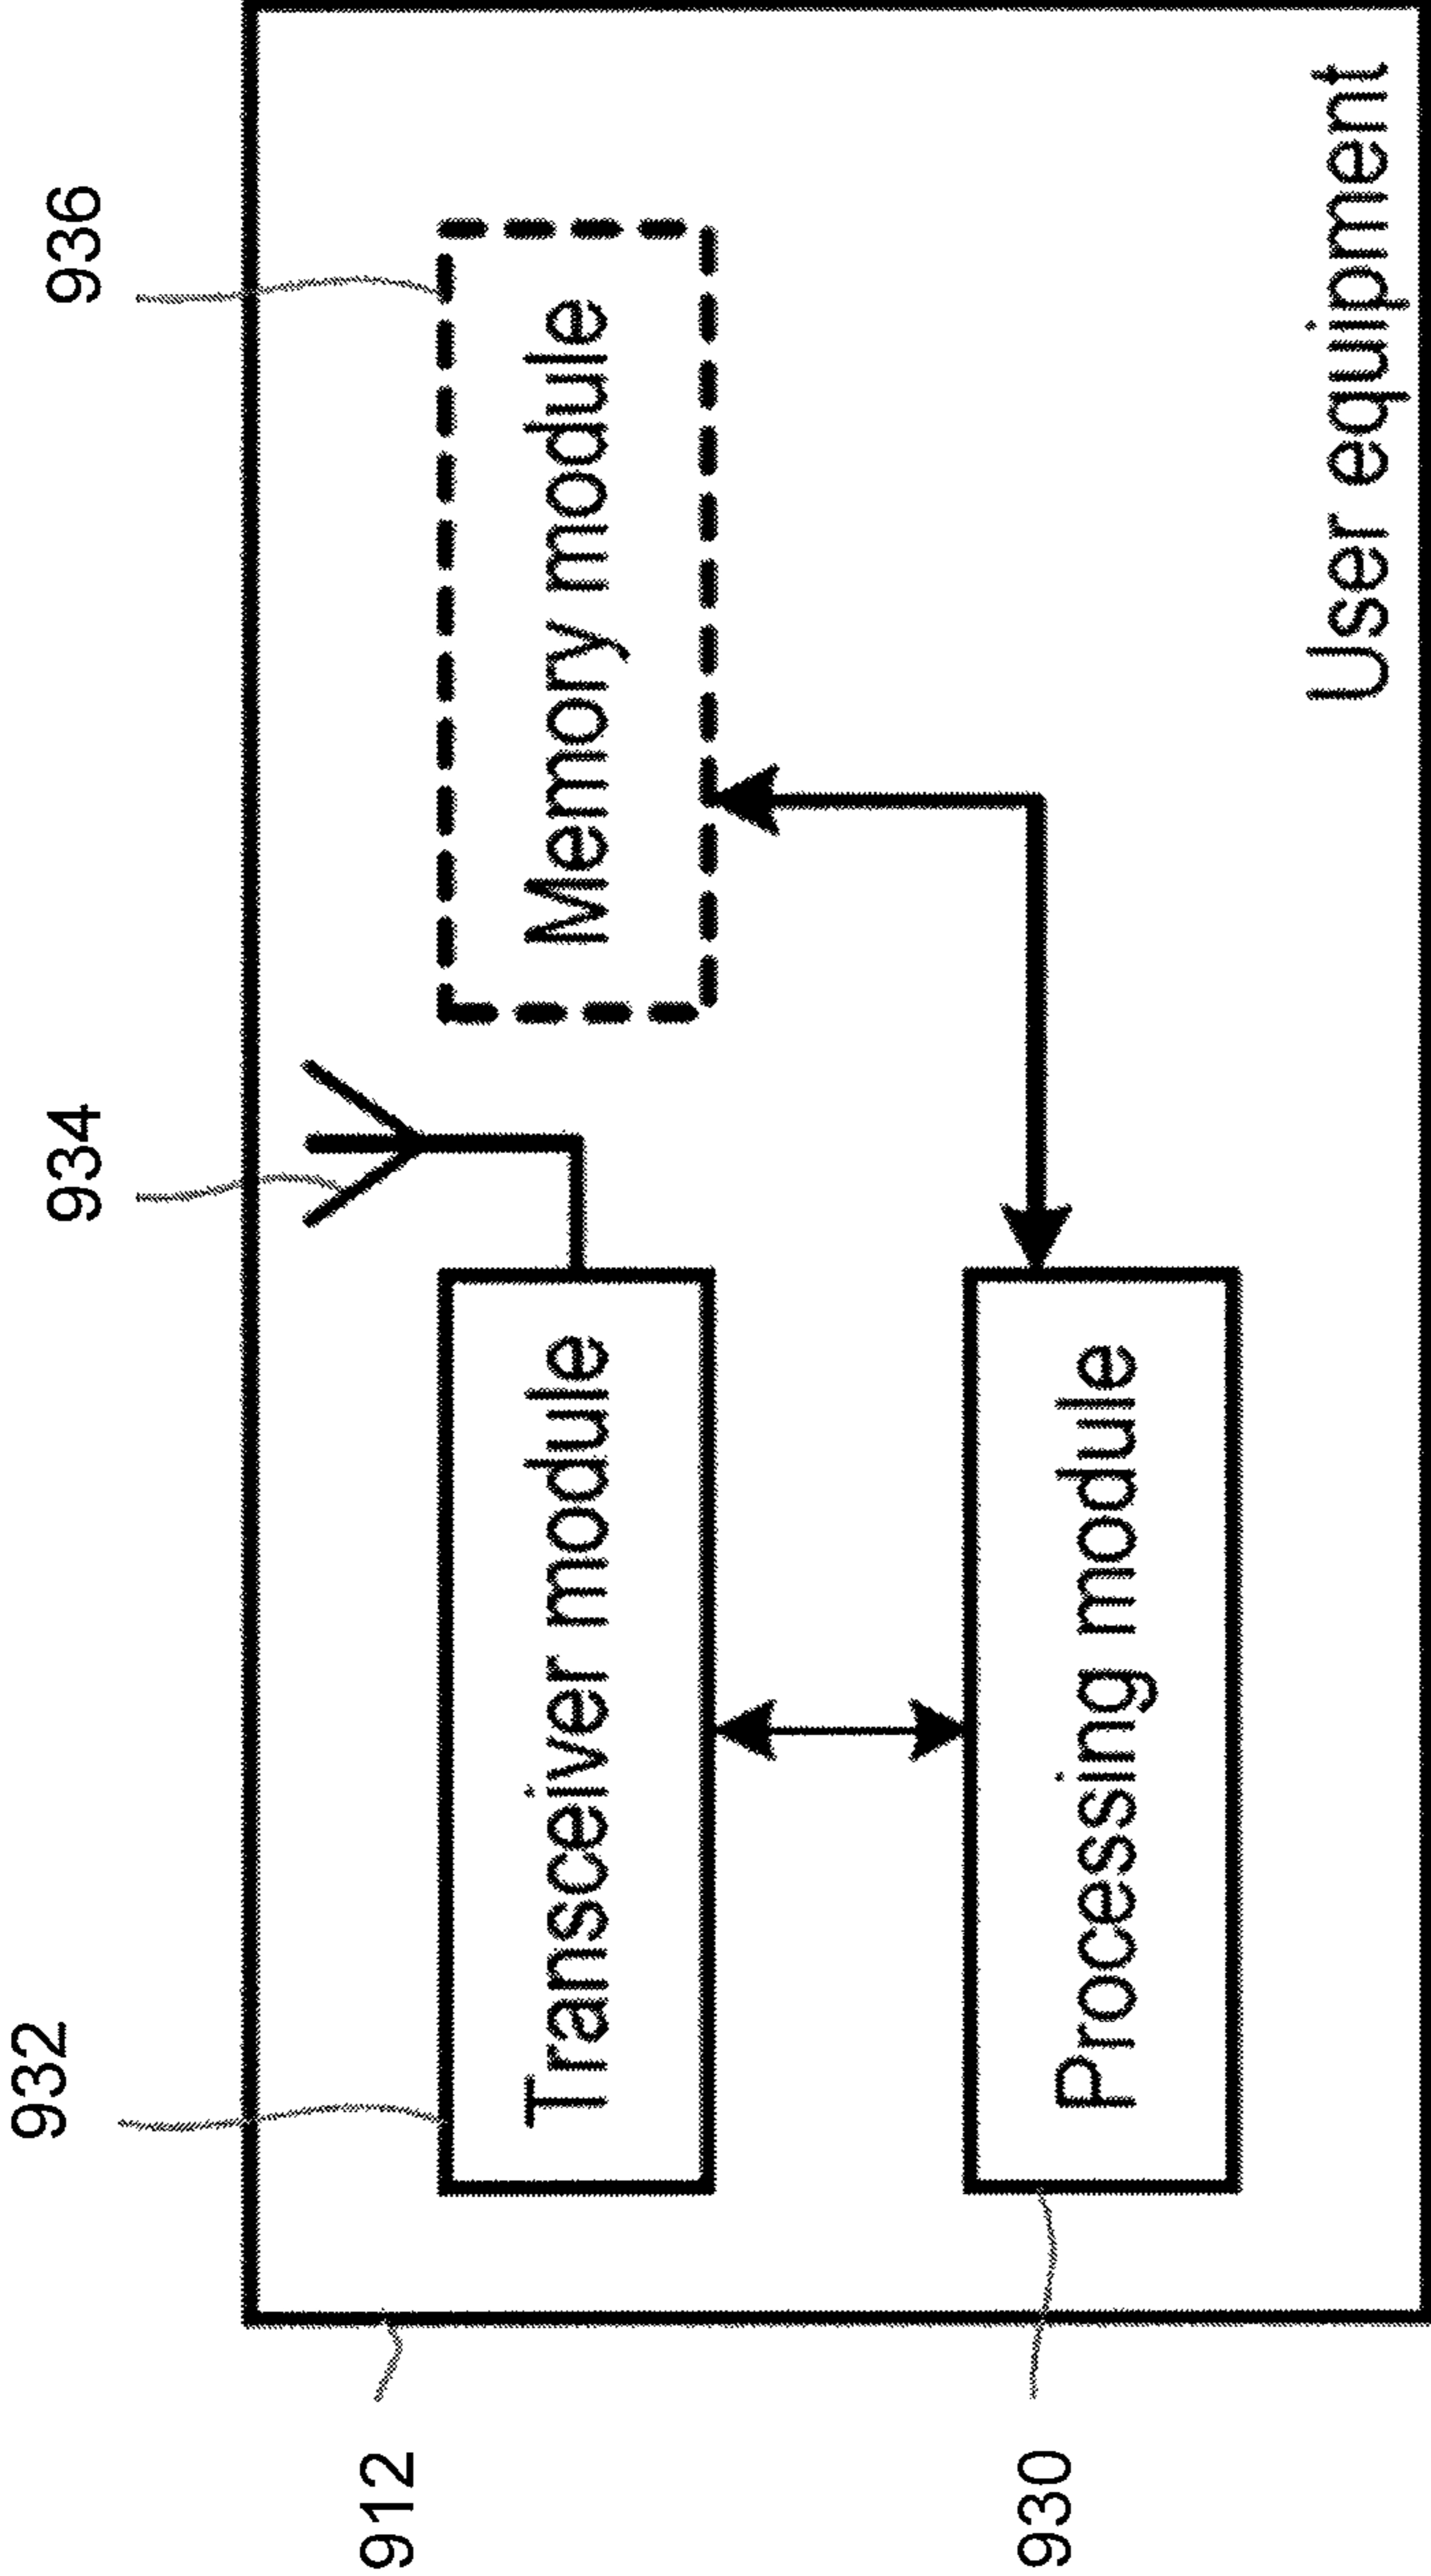 932
934
936
Transceiver module
Memory module
912
Processing module
930
User equipment